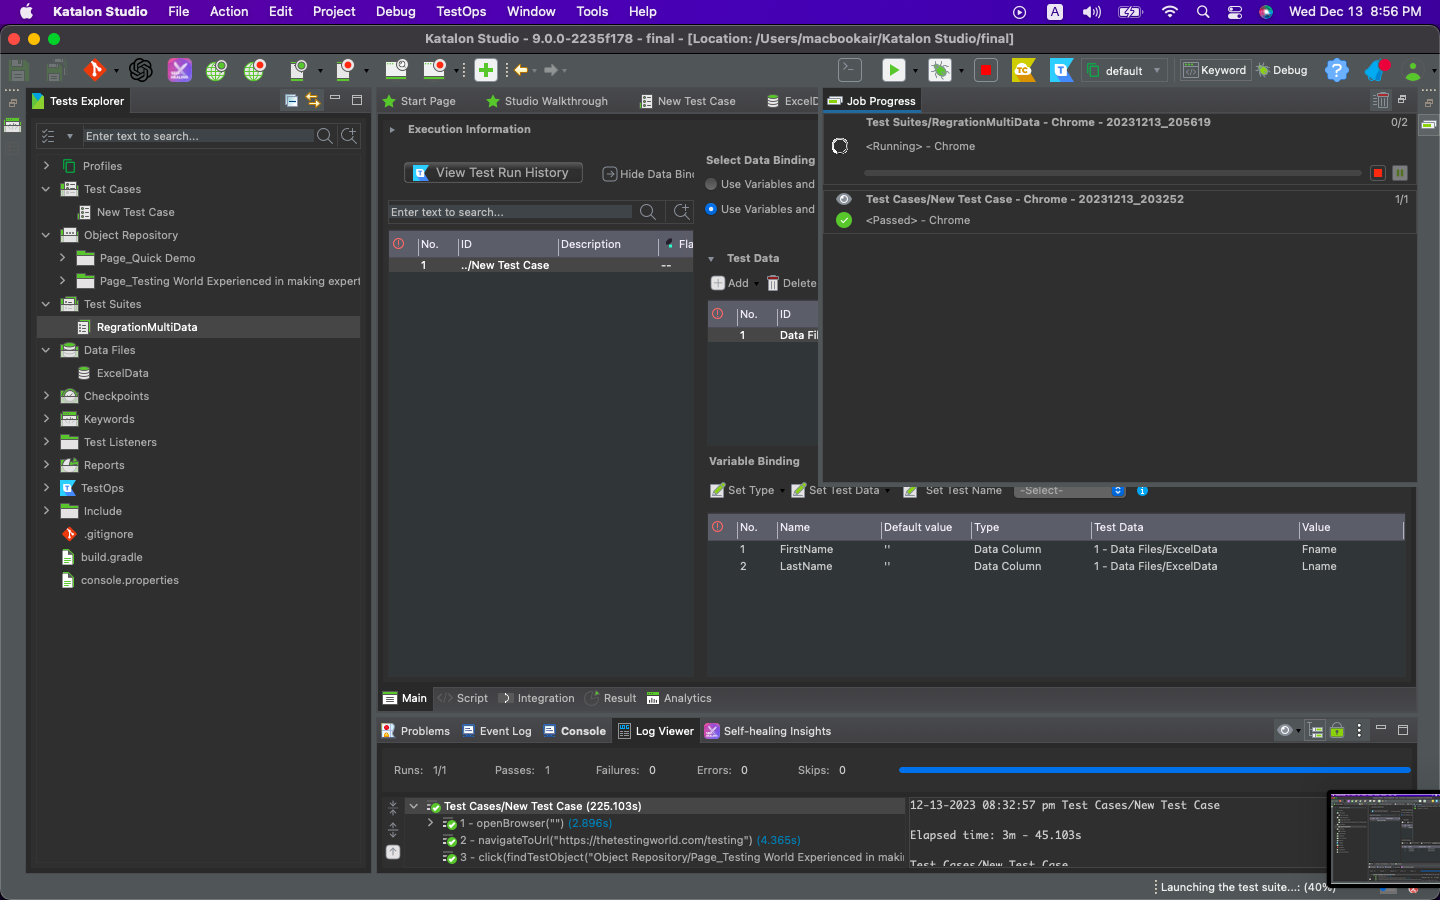 Katalon Studio File Action Edit Project Debug TestOps Window Tools Help A Wed Dec 13 8:56 PM
Katalon Studio - 9.0.0-2235f178 - final - [Location: /Users/macbookair/Katalon Studio/final]
TC T default Keyword Debug
Tests Explorer
Enter text to search...
Profiles
Test Cases
New Test Case
Object Repository
Page_Quick Demo
Page_Testing World Experienced in making expert
Test Suites
RegrationMultiData
Data Files
ExcelData
Checkpoints
Keywords
Test Listeners
Reports
TestOps
Include
.gitignore
build.gradle
console.properties
Start Page Studio Walkthrough New Test Case ExcelD
Execution Information
View Test Run History Hide Data Bind
Enter text to search...
No. ID Description Fla
1 ../New Test Case --
Select Data Binding
Use Variables and
Use Variables and
Test Data
Add Delete
No. ID
1 Data Fil
Variable Binding
Set Type Set Test Data Set Test Name -Select-
No. Name Default value Type Test Data Value
1 FirstName '' Data Column 1 - Data Files/ExcelData Fname
2 LastName '' Data Column 1 - Data Files/ExcelData Lname
Job Progress
Test Suites/RegrationMultiData - Chrome - 20231213_205619 0/2
<Running> - Chrome
Test Cases/New Test Case - Chrome - 20231213_203252 1/1
<Passed> - Chrome
Main Script Integration Result Analytics
Problems Event Log Console Log Viewer Self-healing Insights
Runs: 1/1 Passes: 1 Failures: 0 Errors: 0 Skips: 0
Test Cases/New Test Case (225.103s)
1 - openBrowser("") (2.896s)
2 - navigateToUrl("https://thetestingworld.com/testing") (4.365s)
3 - click(findTestObject("Object Repository/Page_Testing World Experienced in maki
12-13-2023 08:32:57 pm Test Cases/New Test Case
Elapsed time: 3m - 45.103s
Test Cases/New Test Case
Launching the test suite...: (40%)